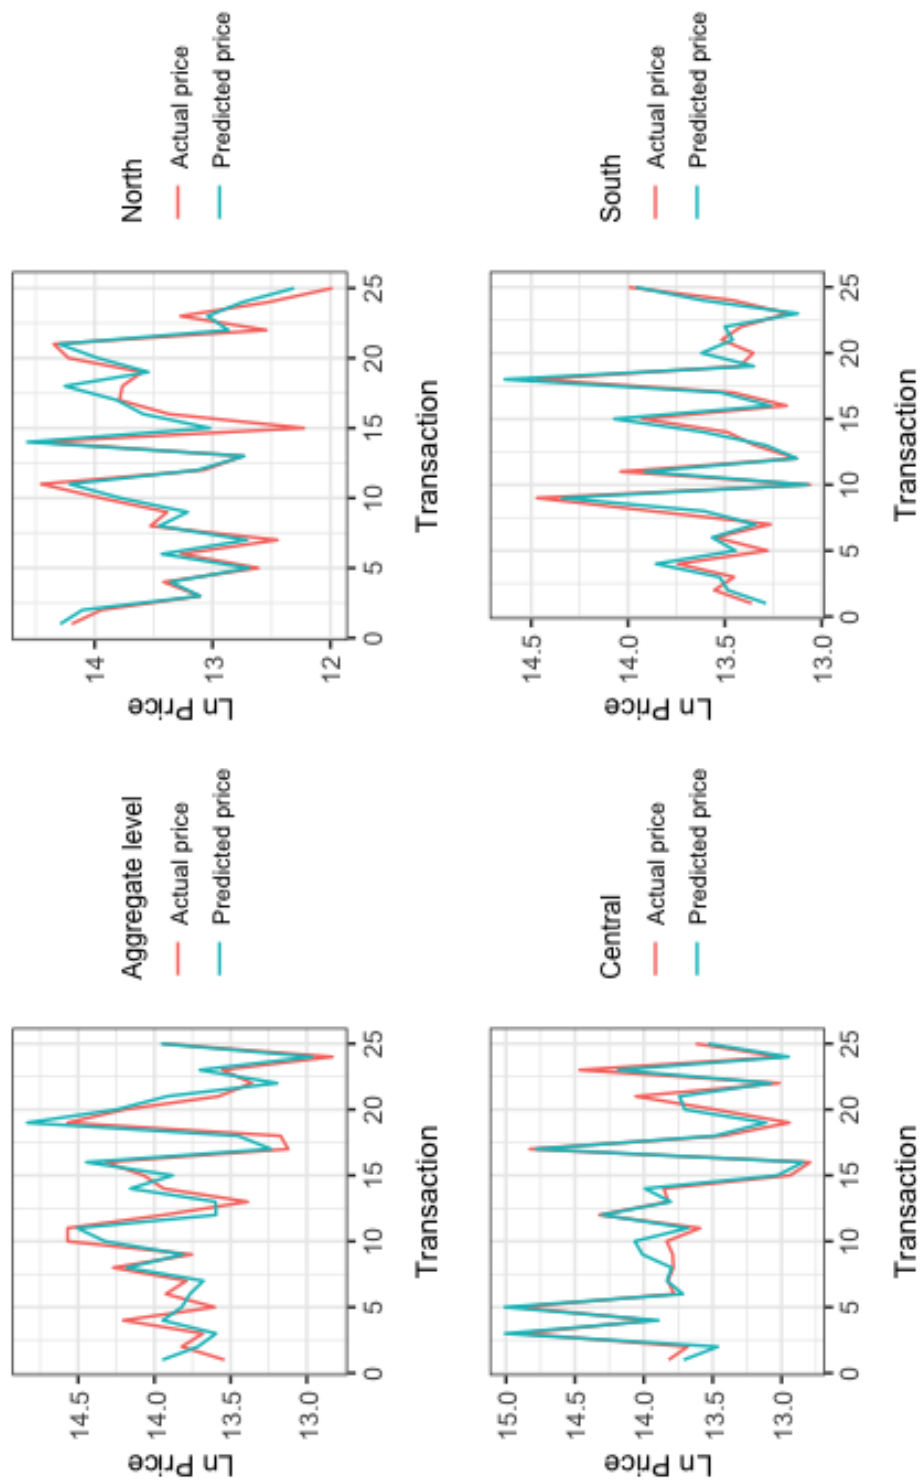 Ln Price
14.5
14.0
13.5
13.0
0 5 10 15 20 25
Transaction
Aggregate level
Actual price
Predicted price
Ln Price
14
13
12
0 5 10 15 20 25
Transaction
North
Actual price
Predicted price
Ln Price
15.0
14.5
14.0
13.5
13.0
0 5 10 15 20 25
Transaction
Central
Actual price
Predicted price
Ln Price
14.5
14.0
13.5
13.0
0 5 10 15 20 25
Transaction
South
Actual price
Predicted price